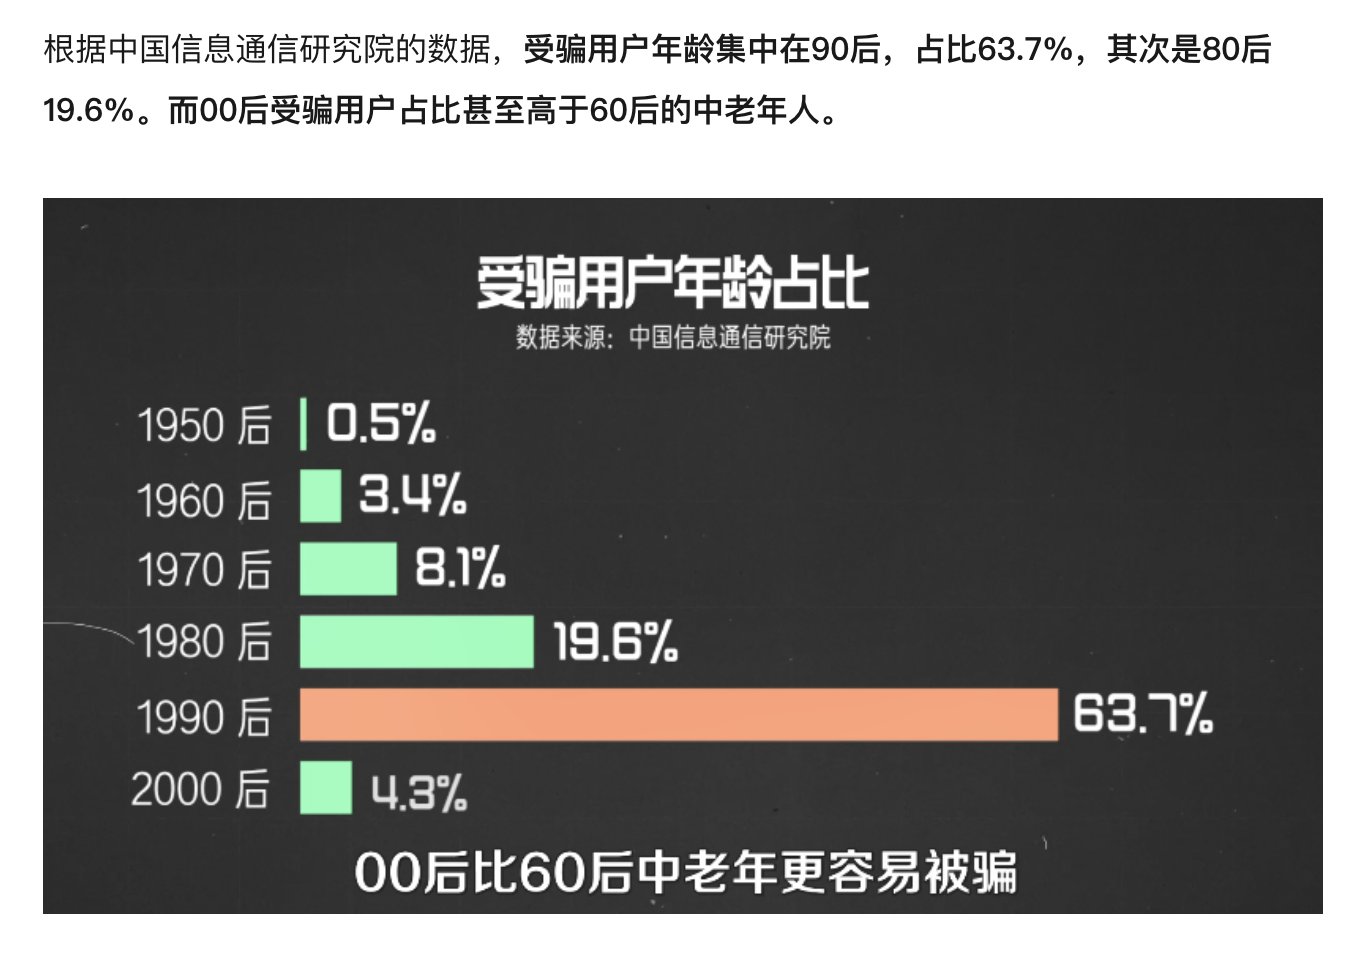 根据中国信息通信研究院的数据，受骗用户年龄集中在90后，占比63.7%，其次是80后
19.6%。而00后受骗用户占比甚至高于60后的中老年人。
受骗用户年龄占比
数据来源：中国信息通信研究院
1950 后 0.5%
1960 后 3.4%
1970 后 8.1%
1980 后 19.6%
1990 后 63.7%
2000 后 4.3%
00后比60后中老年更容易被骗